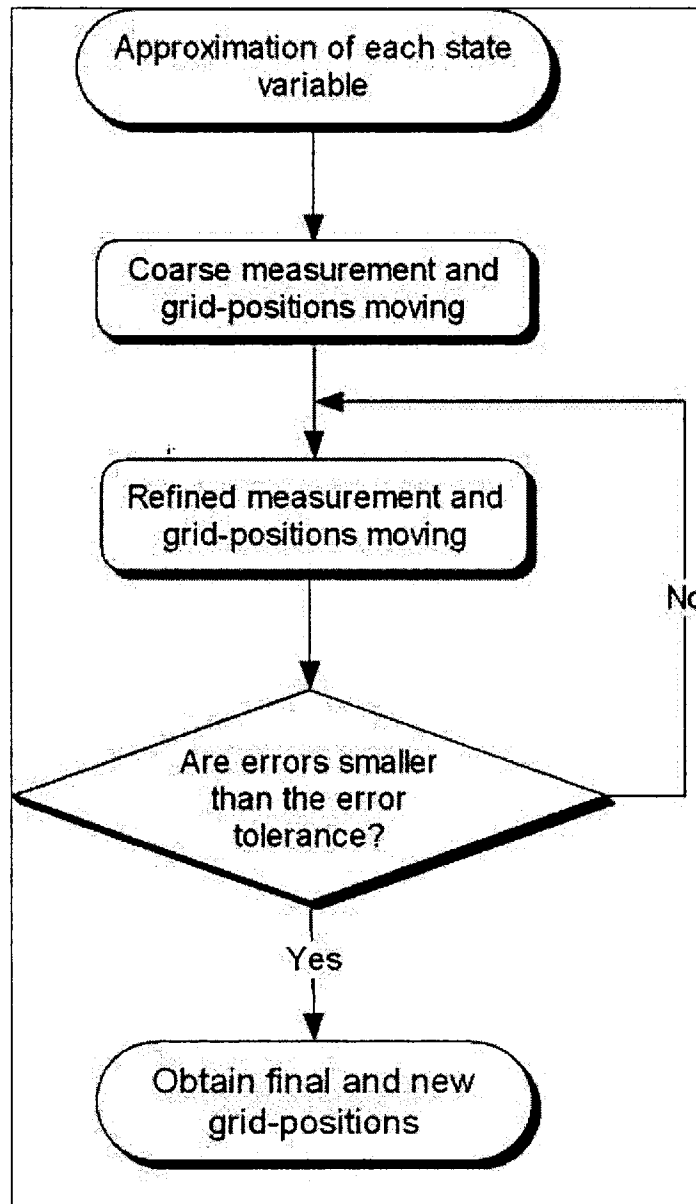 Approximation of each state
variable
Coarse measurement and
grid-positions moving
Refined measurement and
grid-positions moving
No
Are errors smaller
than the error
tolerance?
Yes
Obtain final and new
grid-positions